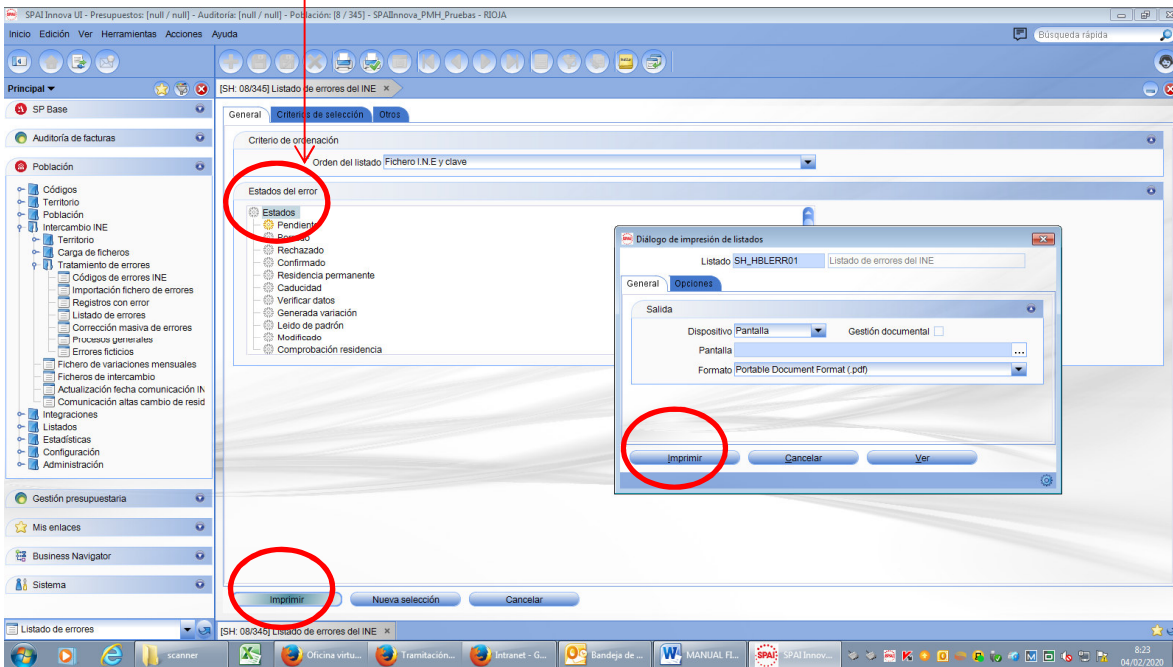 SPAI Innova UI - Presupuestos: [null / null] - Auditoría: [null / null] - Población: [8 / 345] - SPAIInnova_PMH_Pruebas - RIOJA
Inicio Edición Ver Herramientas Acciones Ayuda
Búsqueda rápida
Principal
[SH: 08/345] Listado de errores del INE
SP Base
Auditoría de facturas
Población
Códigos
Territorio
Población
Intercambio INE
Territorio
Carga de ficheros
Tratamiento de errores
Códigos de errores INE
Importación fichero de errores
Registros con error
Listado de errores
Corrección masiva de errores
Procesos generales
Errores ficticios
Fichero de variaciones mensuales
Ficheros de intercambio
Actualización fecha comunicación IN
Comunicación altas cambio de resid
Integraciones
Listados
Estadísticas
Configuración
Administración
Gestión presupuestaria
Mis enlaces
Business Navigator
Sistema
Listado de errores
General Criterios de selección Otros
Criterio de ordenación
Orden del listado Fichero I.N.E y clave
Estados del error
Estados
Pendiente
Rechazado
Confirmado
Residencia permanente
Caducidad
Verificar datos
Generada variación
Leido de padrón
Modificado
Comprobación residencia
Diálogo de impresión de listados
Listado SH_HBLERR01 Listado de errores del INE
General Opciones
Salida
Dispositivo Pantalla Gestión documental
Pantalla ...
Formato Portable Document Format (.pdf)
Imprimir Cancelar Ver
Imprimir Nueva selección Cancelar
[SH: 08/345] Listado de errores del INE
scanner Oficina virtu... Tramitación... Intranet - G... Bandeja de ... MANUAL FI... SPAI Innov...
8:23
04/02/20